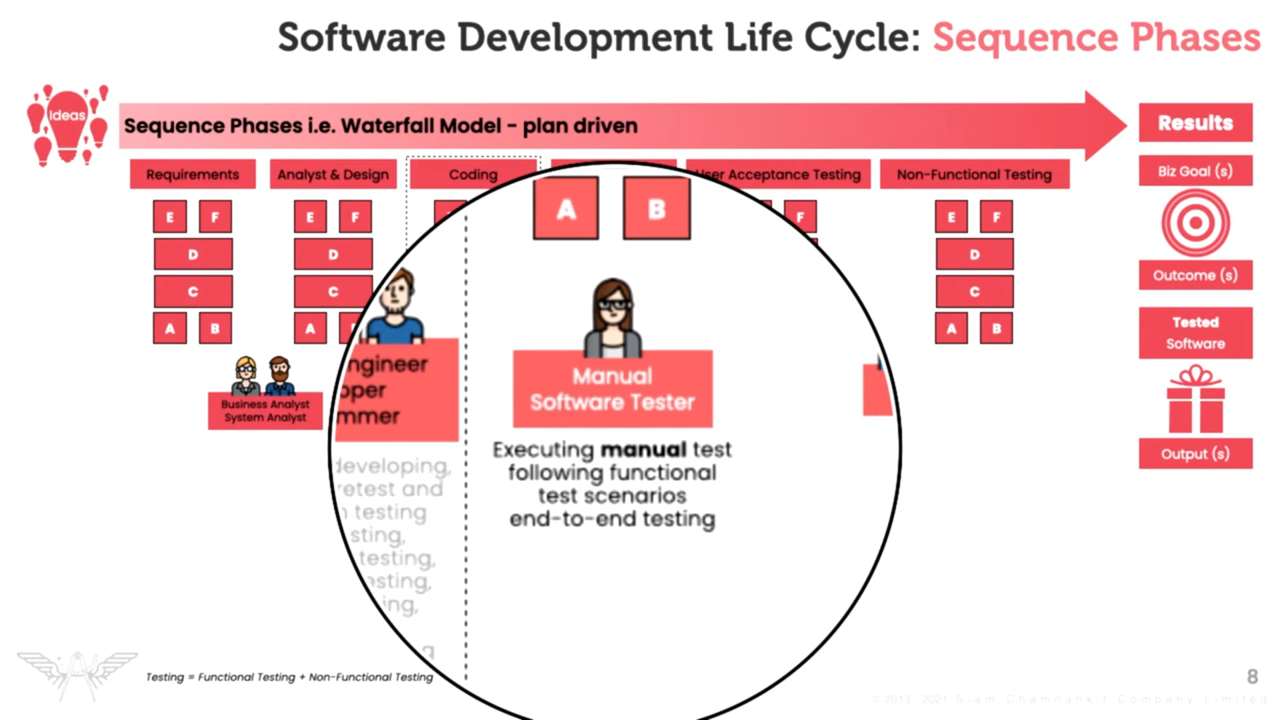 Software Development Life Cycle: Sequence Phases
Ideas
Sequence Phases i.e. Waterfall Model - plan driven
Results
Requirements
Analyst & Design
Coding
User Acceptance Testing
Non-Functional Testing
Biz Goal (s)
E F
E F
A B
F
E F
D
D
D
C
C
C
A B
A
A B
Outcome (s)
Tested
Software
Business Analyst
System Analyst
ngineer
oper
mmer
Manual
Software Tester
Output (s)
Executing manual test
following functional
test scenarios
end-to-end testing
developing,
retest and
testing
sting,
testing,
esting,
ing,
Testing = Functional Testing + Non-Functional Testing
8
©2013, 2021 Siam Chamnankit Company Limited